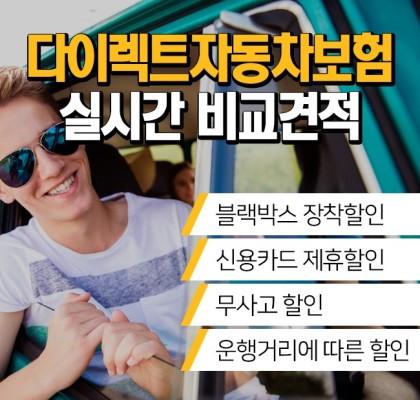 다이렉트자동차보험
실시간 비교견적
블랙박스 장착할인
신용카드 제휴할인
무사고 할인
운행거리에 따른 할인